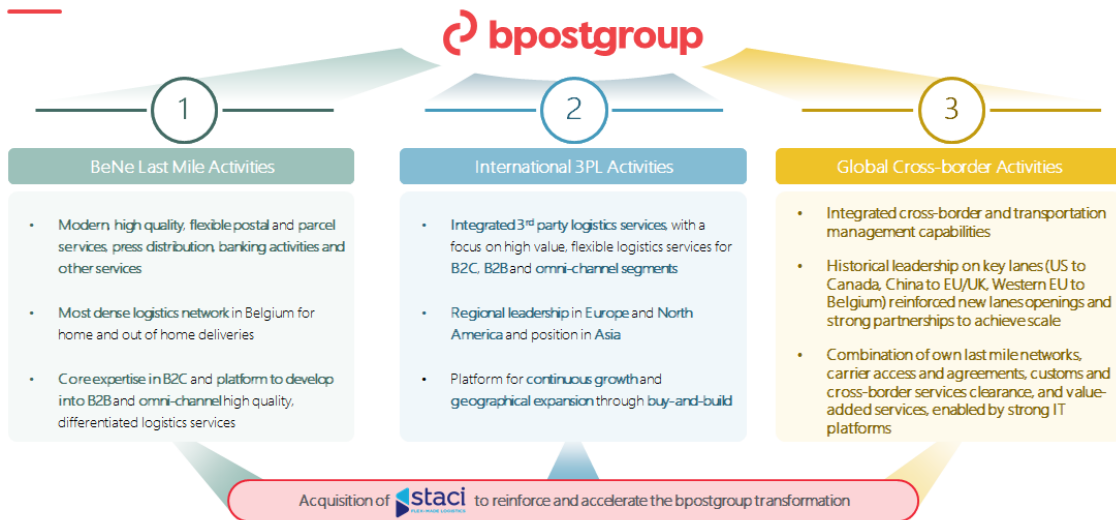 bpostgroup
1
2
3
BeNe Last Mile Activities
• Modern, high quality, flexible postal and parcel
services, press distribution, banking activities and
other services
• Most dense logistics network in Belgium for
home and out of home deliveries
• Core expertise in B2C and platform to develop
into B2B and omni-channel high quality,
differentiated logistics services
International 3PL Activities
• Integrated 3rd party logistics services, with a
focus on high value, flexible logistics services for
B2C, B2B and omni-channel segments
• Regional leadership in Europe and North
America and position in Asia
• Platform for continuous growth and
geographical expansion through buy-and-build
Global Cross-border Activities
• Integrated cross-border and transportation
management capabilities
• Historical leadership on key lanes (US to
Canada, China to EU/UK, Western EU to
Belgium) reinforced new lanes openings and
strong partnerships to achieve scale
• Combination of own last mile networks,
carrier access and agreements, customs and
cross-border services clearance, and value-
added services, enabled by strong IT
platforms
Acquisition of staci to reinforce and accelerate the bpostgroup transformation
FLEXI-MADE LOGISTICS